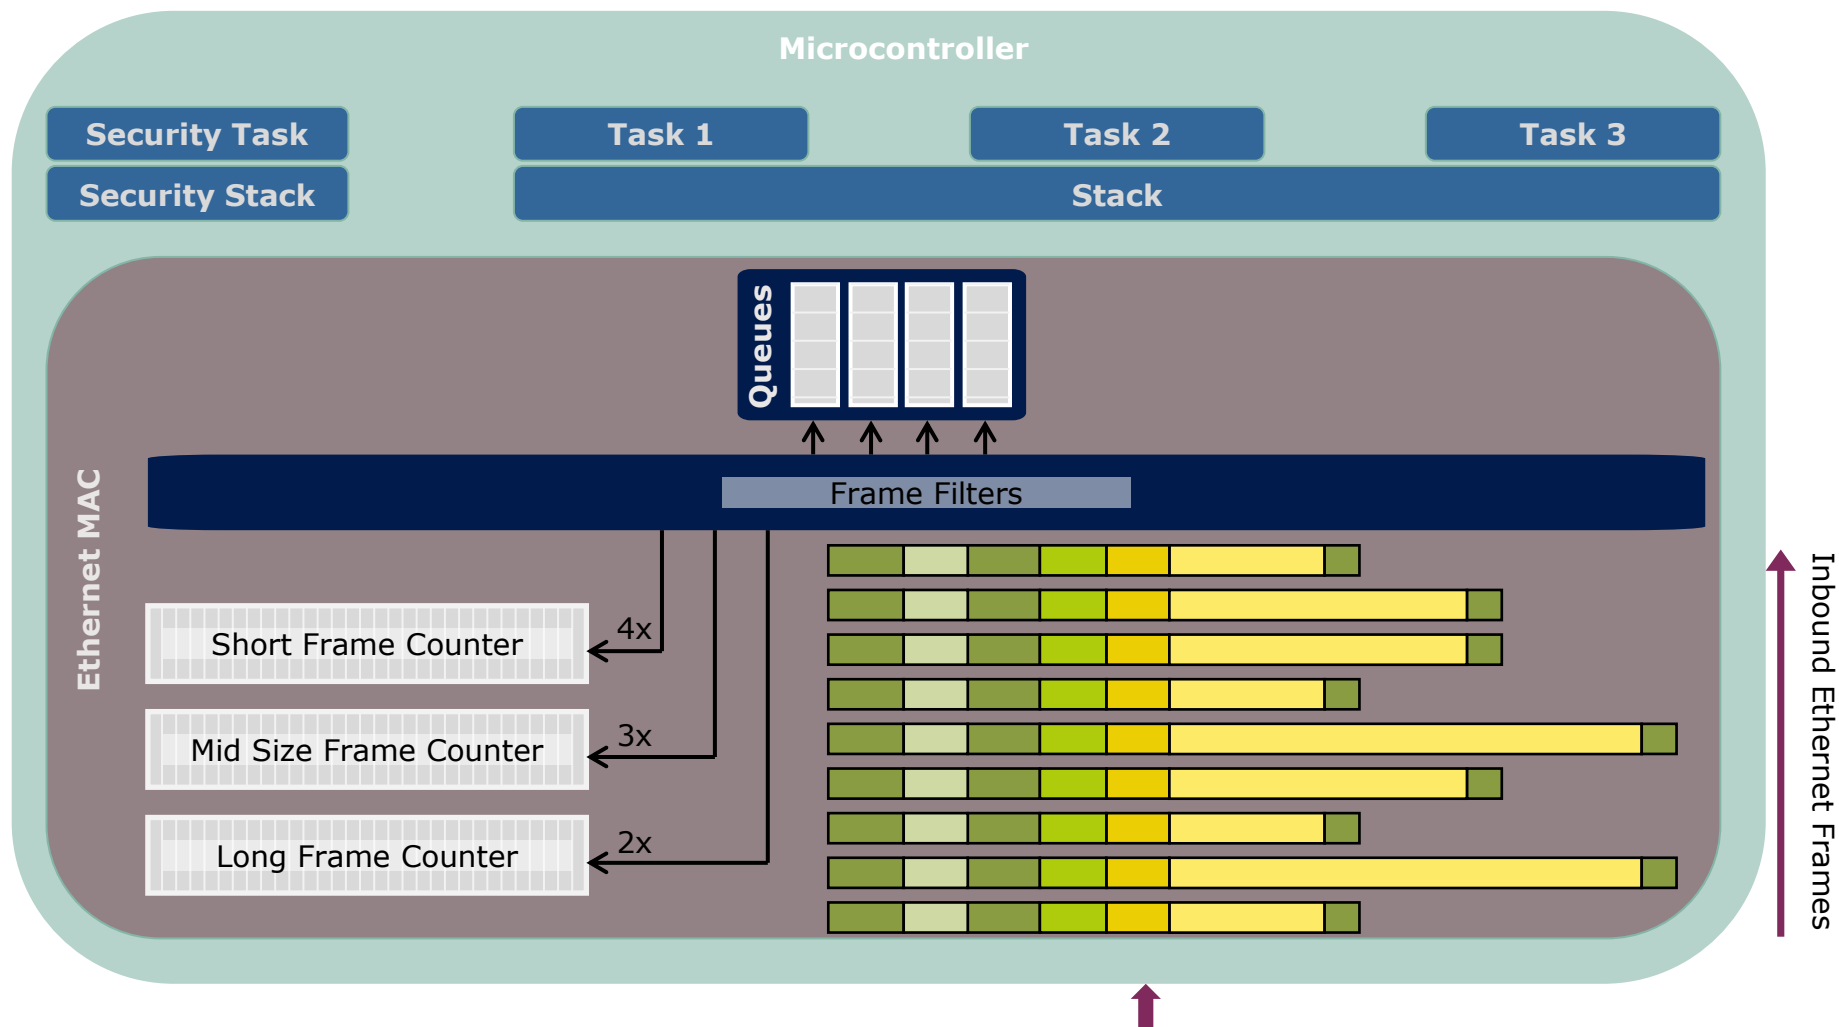 Microcontroller
Security Task
Task 1
Task 2
Task 3
Security Stack
Stack
Queues
Frame Filters
Ethernet MAC
Short Frame Counter
4x
Mid Size Frame Counter
3x
Long Frame Counter
2x
Inbound Ethernet Frames